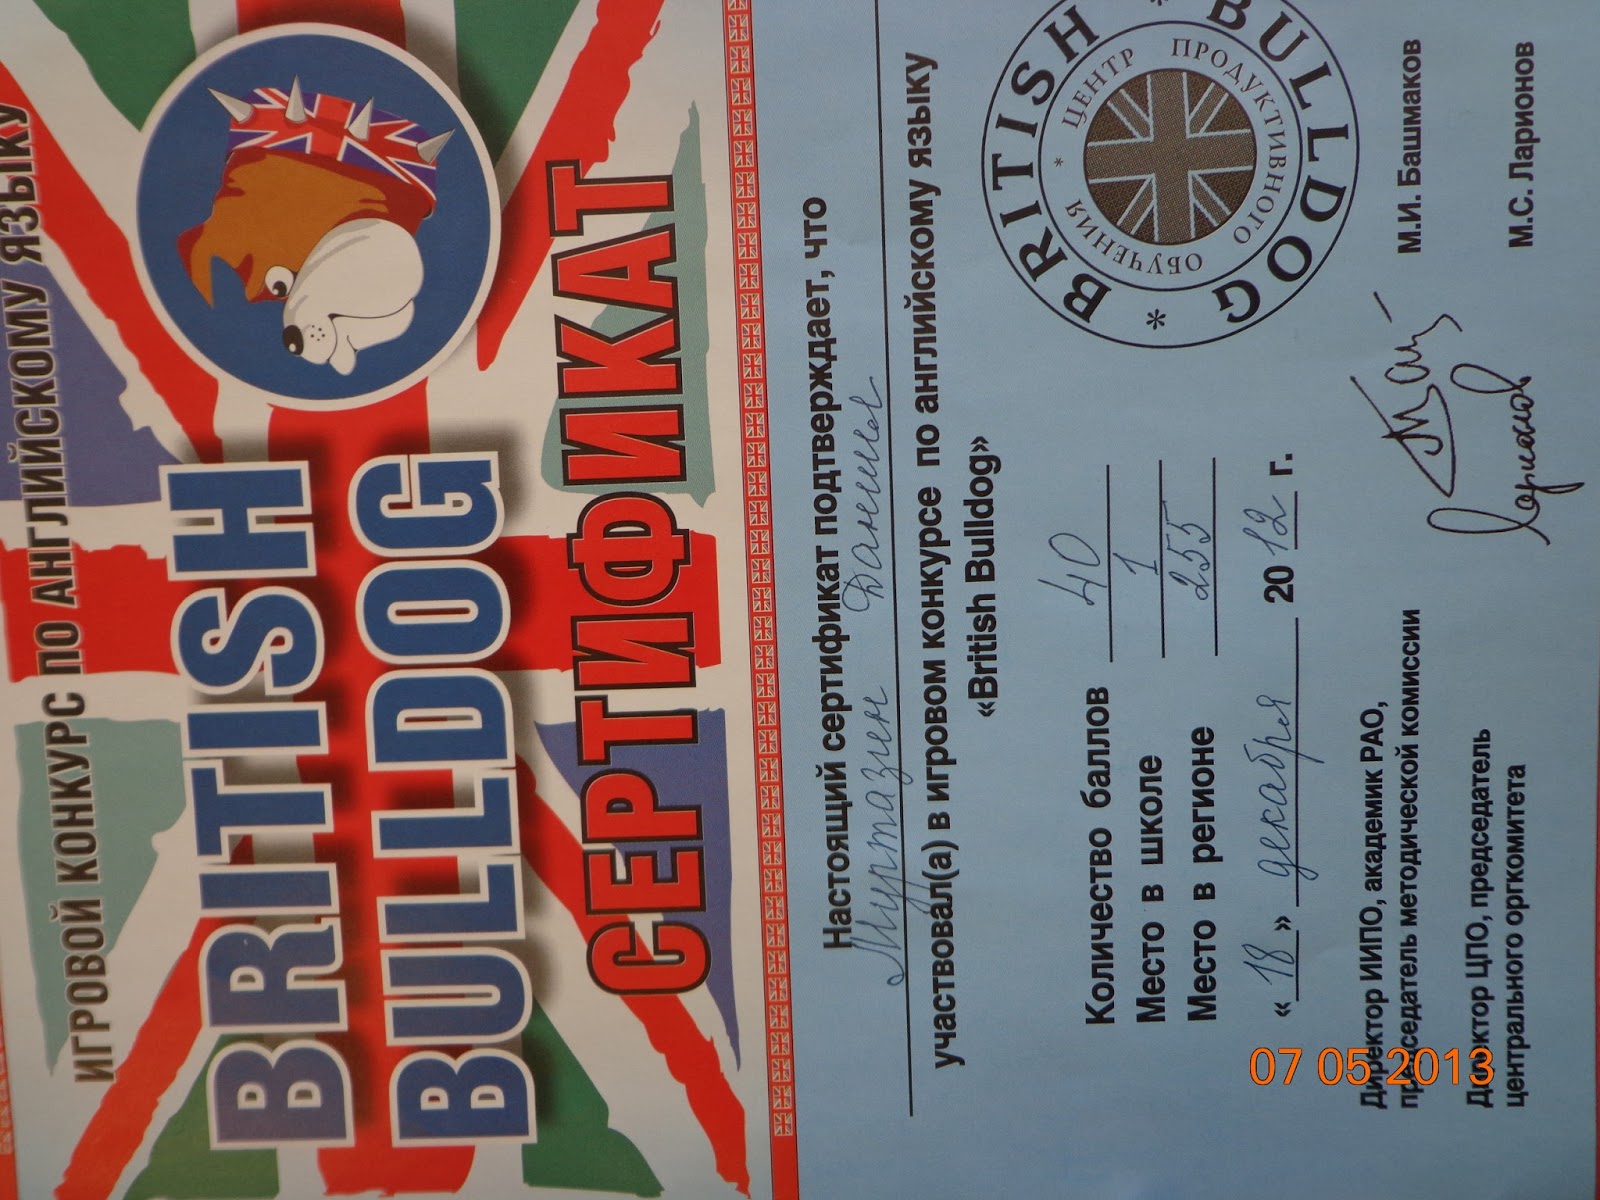 ИГРОВОЙ КОНКУРС ПО АНГЛИЙСКОМУ ЯЗЫКУ
BRITISH
BULLDOG
СЕРТИФИКАТ
Настоящий сертификат подтверждает, что
Муртазин Даниил
участвовал(а) в игровом конкурсе по английскому языку
«British Bulldog»
Количество баллов 40
Место в школе 1
Место в регионе 255
«18» декабря 2012 г.
* BRITISH * BULLDOG
* ЦЕНТР ПРОДУКТИВНОГО ОБУЧЕНИЯ
Директор ИИПО, академик РАО,
председатель методической комиссии
М.И. Башмаков
Директор ЦПО, председатель
центрального оргкомитета
М.С. Ларионов
07 05 2013